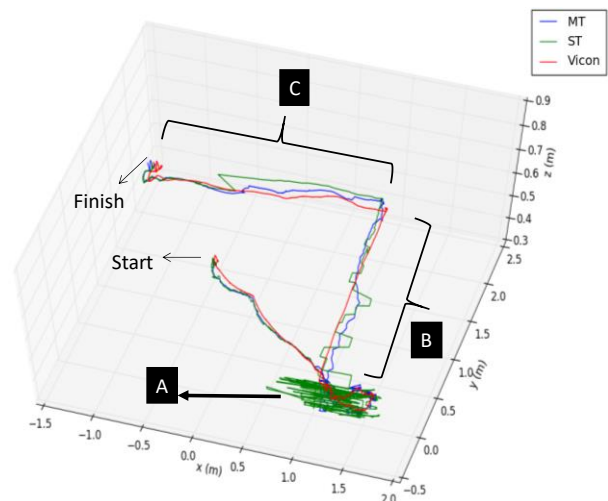 MT
ST
Vicon
C
Finish
Start
B
A
0.9
0.8
0.7
0.6
0.5
0.4
0.3
z (m)
2.5
2.0
1.5
1.0
0.5
0.0
−0.5
y (m)
−1.5
−1.0
−0.5
0.0
0.5
1.0
1.5
2.0
x (m)